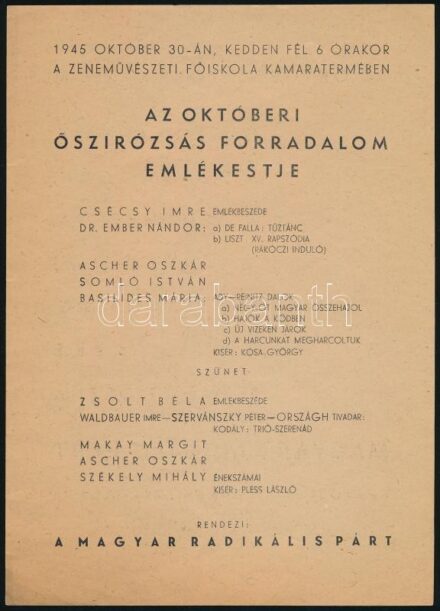 1945 OKTÓBER 30-ÁN, KEDDEN FÉL 6 ÓRAKOR
A ZENEMŰVÉSZETI FŐISKOLA KAMARATERMÉBEN
AZ OKTÓBERI
ŐSZIRÓZSÁS FORRADALOM
EMLÉKESTJE
CSÉCSY IMRE EMLÉKBESZÉDE
DR. EMBER NÁNDOR: a) DE FALLA: TŰZTÁNC
b) LISZT XV. RAPSZÓDIA
(RÁKÓCZI INDULÓ)
ASCHER OSZKÁR
SOMLÓ ISTVÁN
BASILIDES MÁRIA: ADY—REINITZ DALOK
a) NÉGY-ÖT MAGYAR ÖSSZEHAJOL
b) HAJÓK A KÖDBEN
c) ÚJ VIZEKEN JÁROK
d) A HARCUNKAT MEGHARCOLTUK
KISÉR: KÓSA GYÖRGY
SZÜNET
ZSOLT BÉLA EMLÉKBESZÉDE
WALDBAUER IMRE—SZERVÁNSZKY PÉTER—ORSZÁGH TIVADAR:
KODÁLY: TRIÓ-SZERENÁD
MAKAY MARGIT
ASCHER OSZKÁR
SZÉKELY MIHÁLY ÉNEKSZÁMAI
KISÉR: PLESS LÁSZLÓ
RENDEZI:
A MAGYAR RADIKÁLIS PÁRT
darabanth